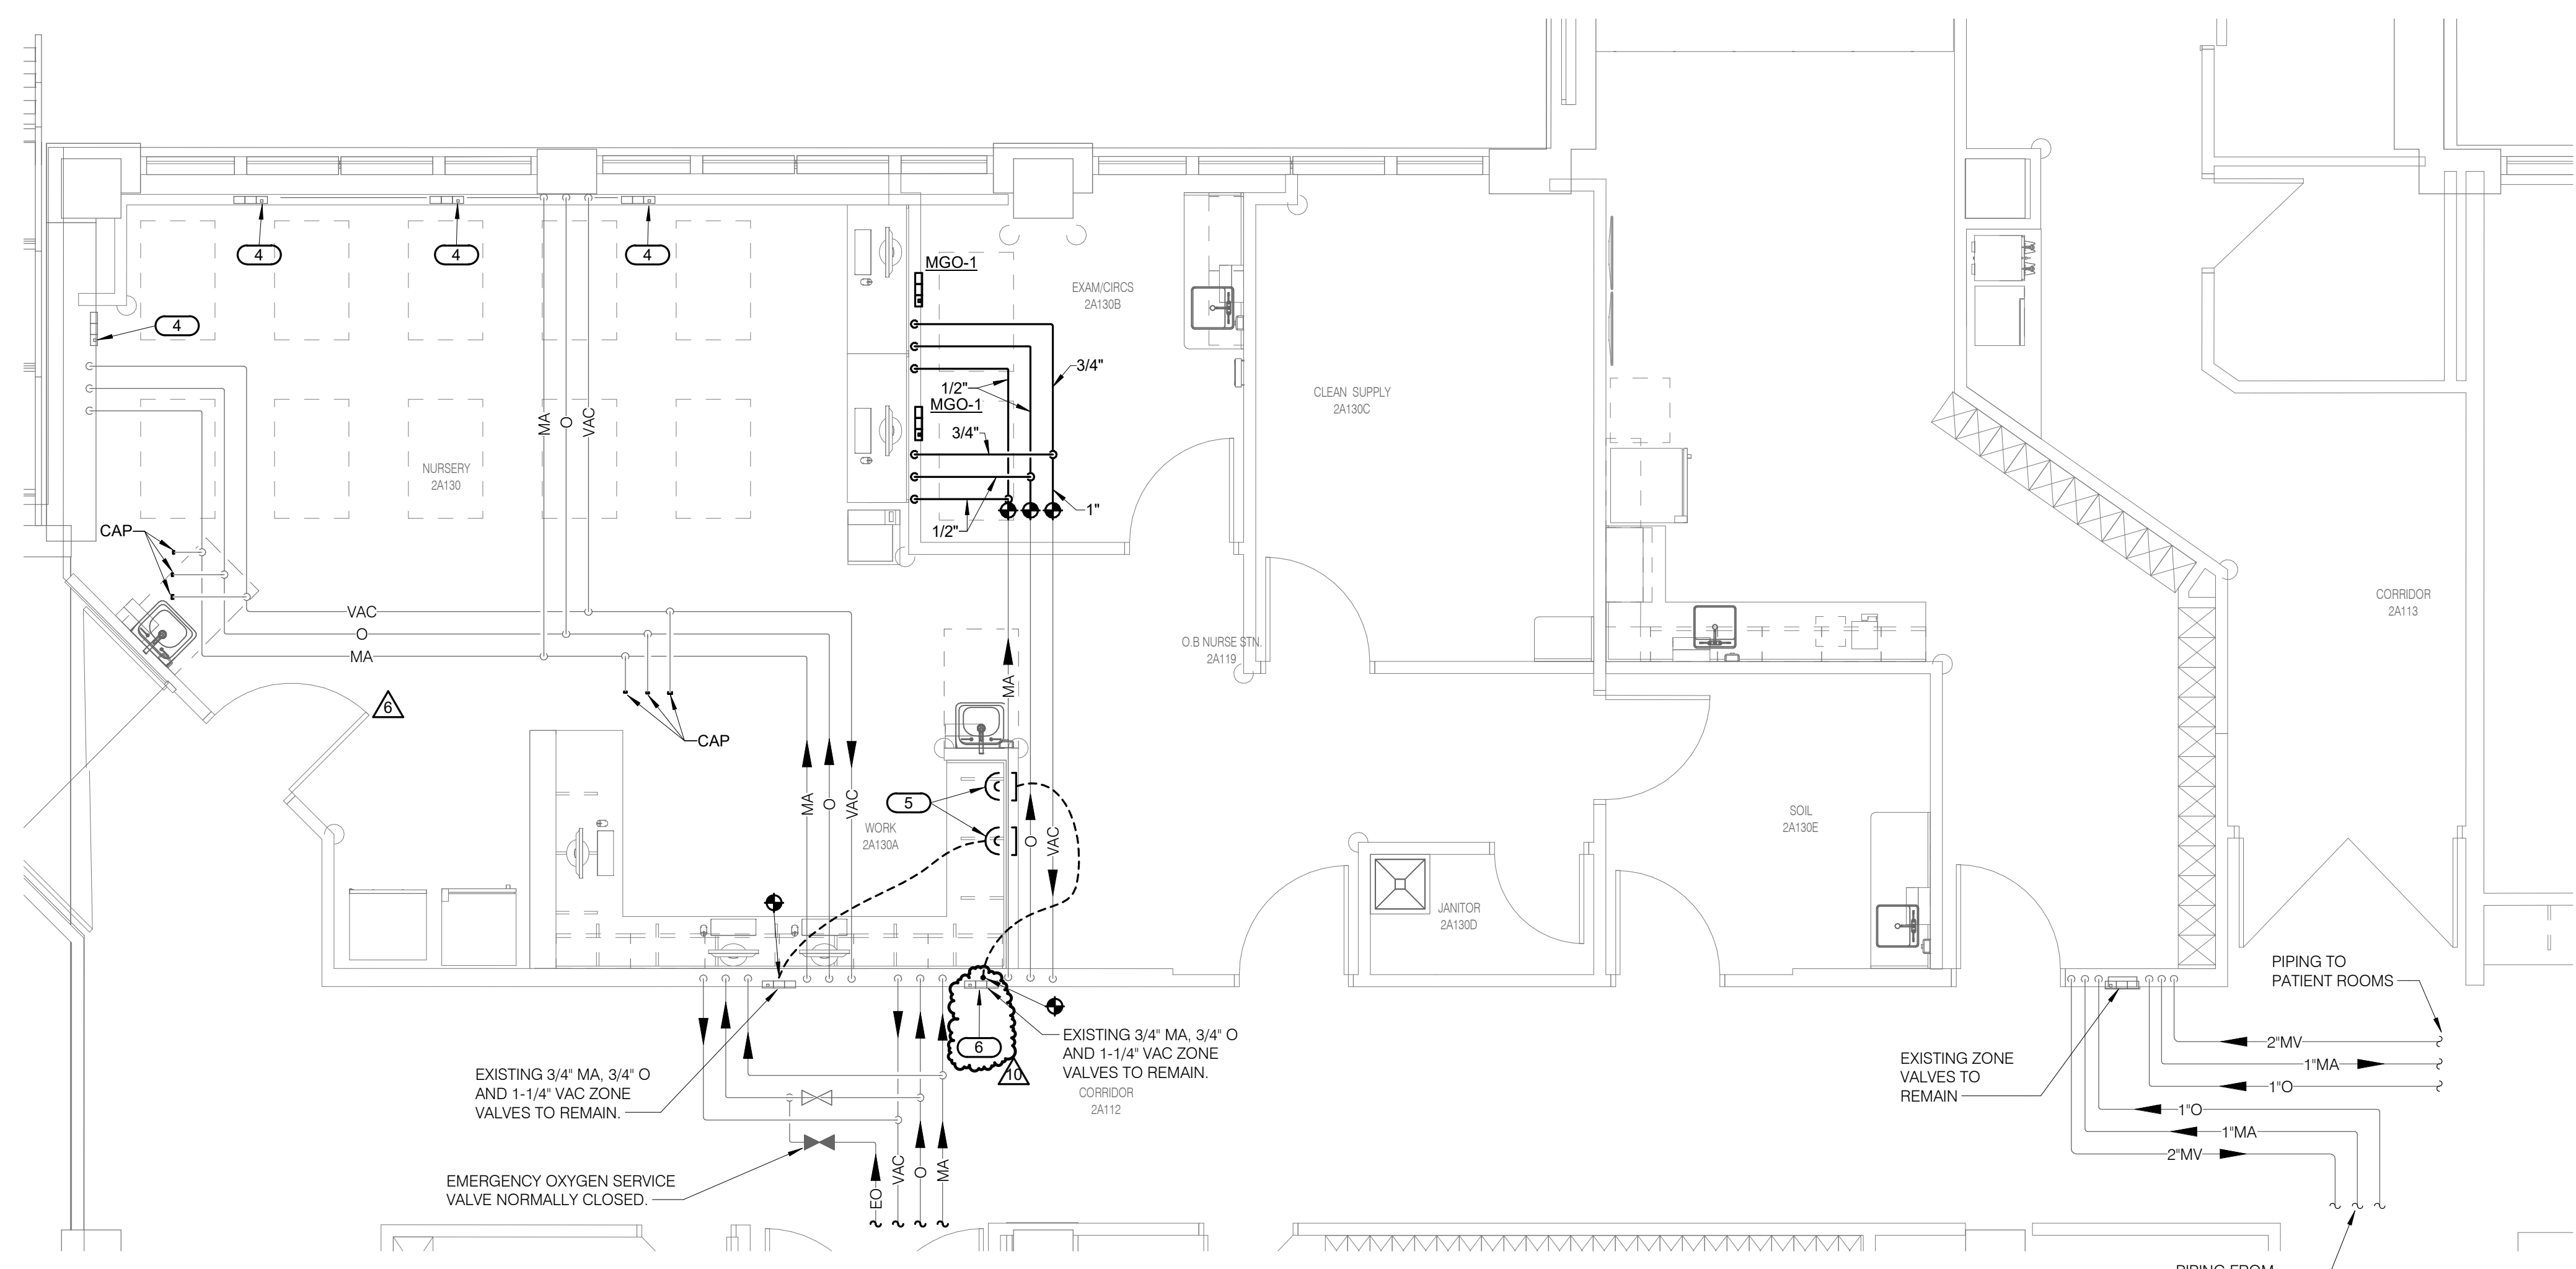 4
4
4
MGO-1
EXAM/CIRCS
2A130B
4
3/4"
1/2"
MGO-1
CLEAN SUPPLY
2A130C
MA
O
VAC
3/4"
NURSERY
2A130
1"
1/2"
CAP
CORRIDOR
2A113
VAC
O
MA
O.B NURSE STN.
2A119
MA
6
CAP
MA
O
VAC
5
WORK
2A130A
O
VAC
SOIL
2A130E
JANITOR
2A130D
PIPING TO
PATIENT ROOMS
EXISTING 3/4" MA, 3/4" O
AND 1-1/4" VAC ZONE
VALVES TO REMAIN.
6
10
EXISTING 3/4" MA, 3/4" O
AND 1-1/4" VAC ZONE
VALVES TO REMAIN.
CORRIDOR
2A112
EXISTING ZONE
VALVES TO
REMAIN
2"MV
1"MA
1"O
1"O
1"MA
2"MV
EMERGENCY OXYGEN SERVICE
VALVE NORMALLY CLOSED.
EO
VAC
O
MA
PIPING FROM